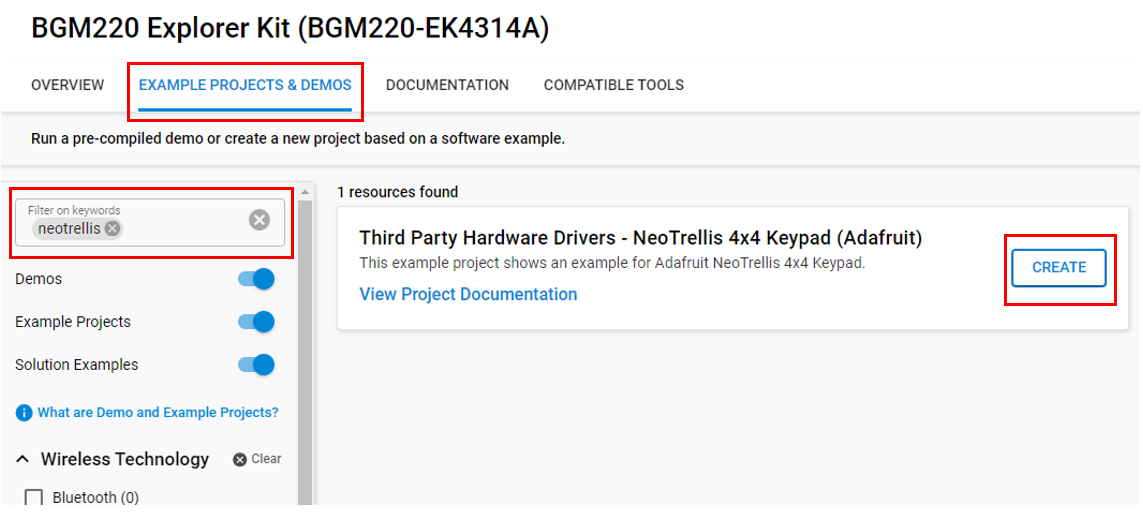 BGM220 Explorer Kit (BGM220-EK4314A)
OVERVIEW
EXAMPLE PROJECTS & DEMOS
DOCUMENTATION
COMPATIBLE TOOLS
Run a pre-compiled demo or create a new project based on a software example.
Filter on keywords
neotrellis
Demos
Example Projects
Solution Examples
What are Demo and Example Projects?
Wireless Technology
Clear
Bluetooth (0)
1 resources found
Third Party Hardware Drivers - NeoTrellis 4x4 Keypad (Adafruit)
This example project shows an example for Adafruit NeoTrellis 4x4 Keypad.
View Project Documentation
CREATE